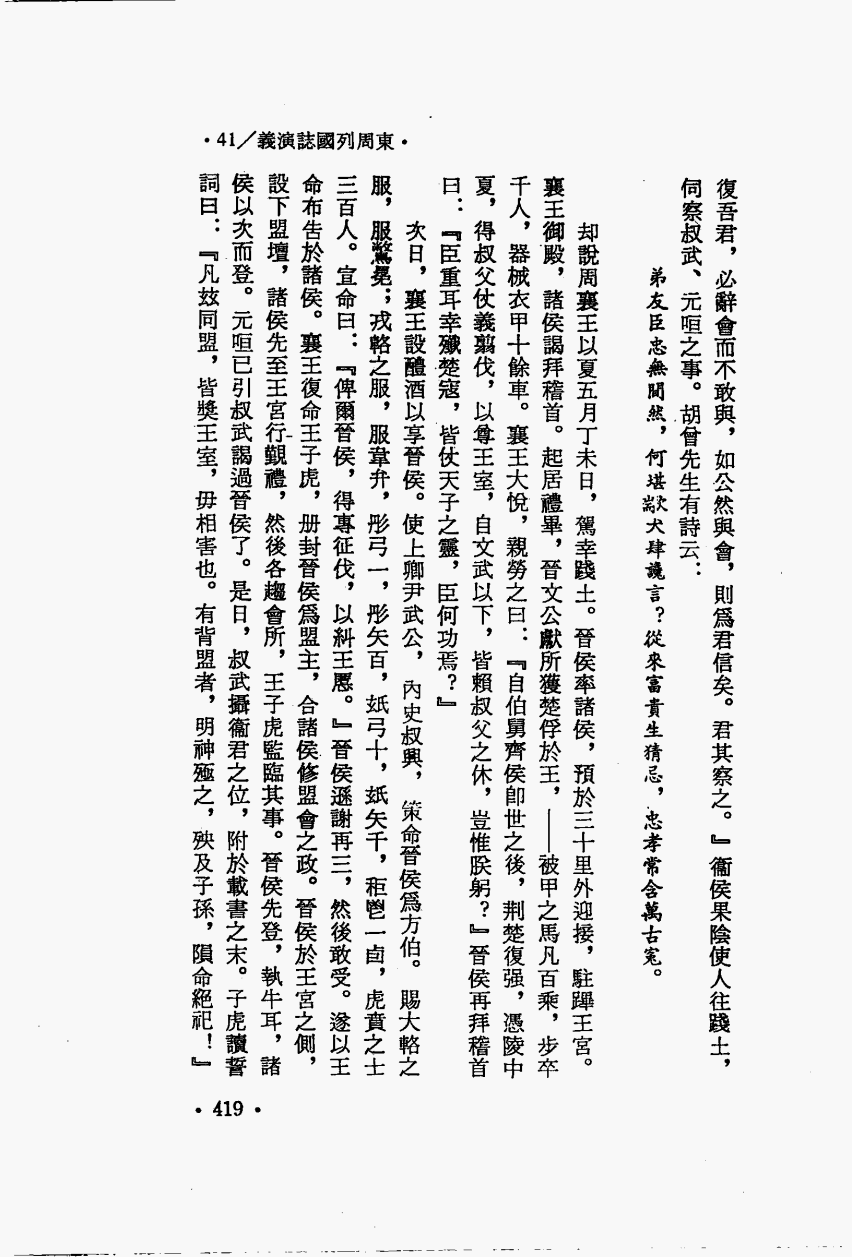 ·東周列國誌演義/41·
復吾君，必辭會而不敢與，如公然與會，則爲君信矣。君其察之。』衞侯果陰使人往踐土，
伺察叔武、元咺之事。胡曾先生有詩云：
弟友臣忠無間然，何堪歂犬肆讒言？從來富貴生猜忌，忠孝常含萬古寃。
却說周襄王以夏五月丁未日，駕幸踐土。晉侯率諸侯，預於三十里外迎接，駐蹕王宮。
襄王御殿，諸侯謁拜稽首。起居禮畢，晉文公獻所獲楚俘於王，——被甲之馬凡百乘，步卒
千人，器械衣甲十餘車。襄王大悅，親勞之曰：『自伯舅齊侯卽世之後，荆楚復强，憑陵中
夏，得叔父仗義翦伐，以尊王室，自文武以下，皆賴叔父之休，豈惟朕躬？』晉侯再拜稽首
曰：『臣重耳幸殲楚寇，皆仗天子之靈，臣何功焉？』
次日，襄王設醴酒以享晉侯。使上卿尹武公，內史叔興，策命晉侯爲方伯。賜大輅之
服，服鷩冕；戎輅之服，服韋弁，彤弓一，彤矢百，玈弓十，玈矢千，秬鬯一卣，虎賁之士
三百人。宣命曰：『俾爾晉侯，得專征伐，以糾王慝。』晉侯遜謝再三，然後敢受。遂以王
命布告於諸侯。襄王復命王子虎，册封晉侯爲盟主，合諸侯修盟會之政。晉侯於王宮之側，
設下盟壇，諸侯先至王宮行覲禮，然後各趨會所，王子虎監臨其事。晉侯先登，執牛耳，諸
侯以次而登。元咺已引叔武謁過晉侯了。是日，叔武攝衞君之位，附於載書之末。子虎讀誓
詞曰：『凡玆同盟，皆獎王室，毋相害也。有背盟者，明神殛之，殃及子孫，隕命絕祀！』
·419·